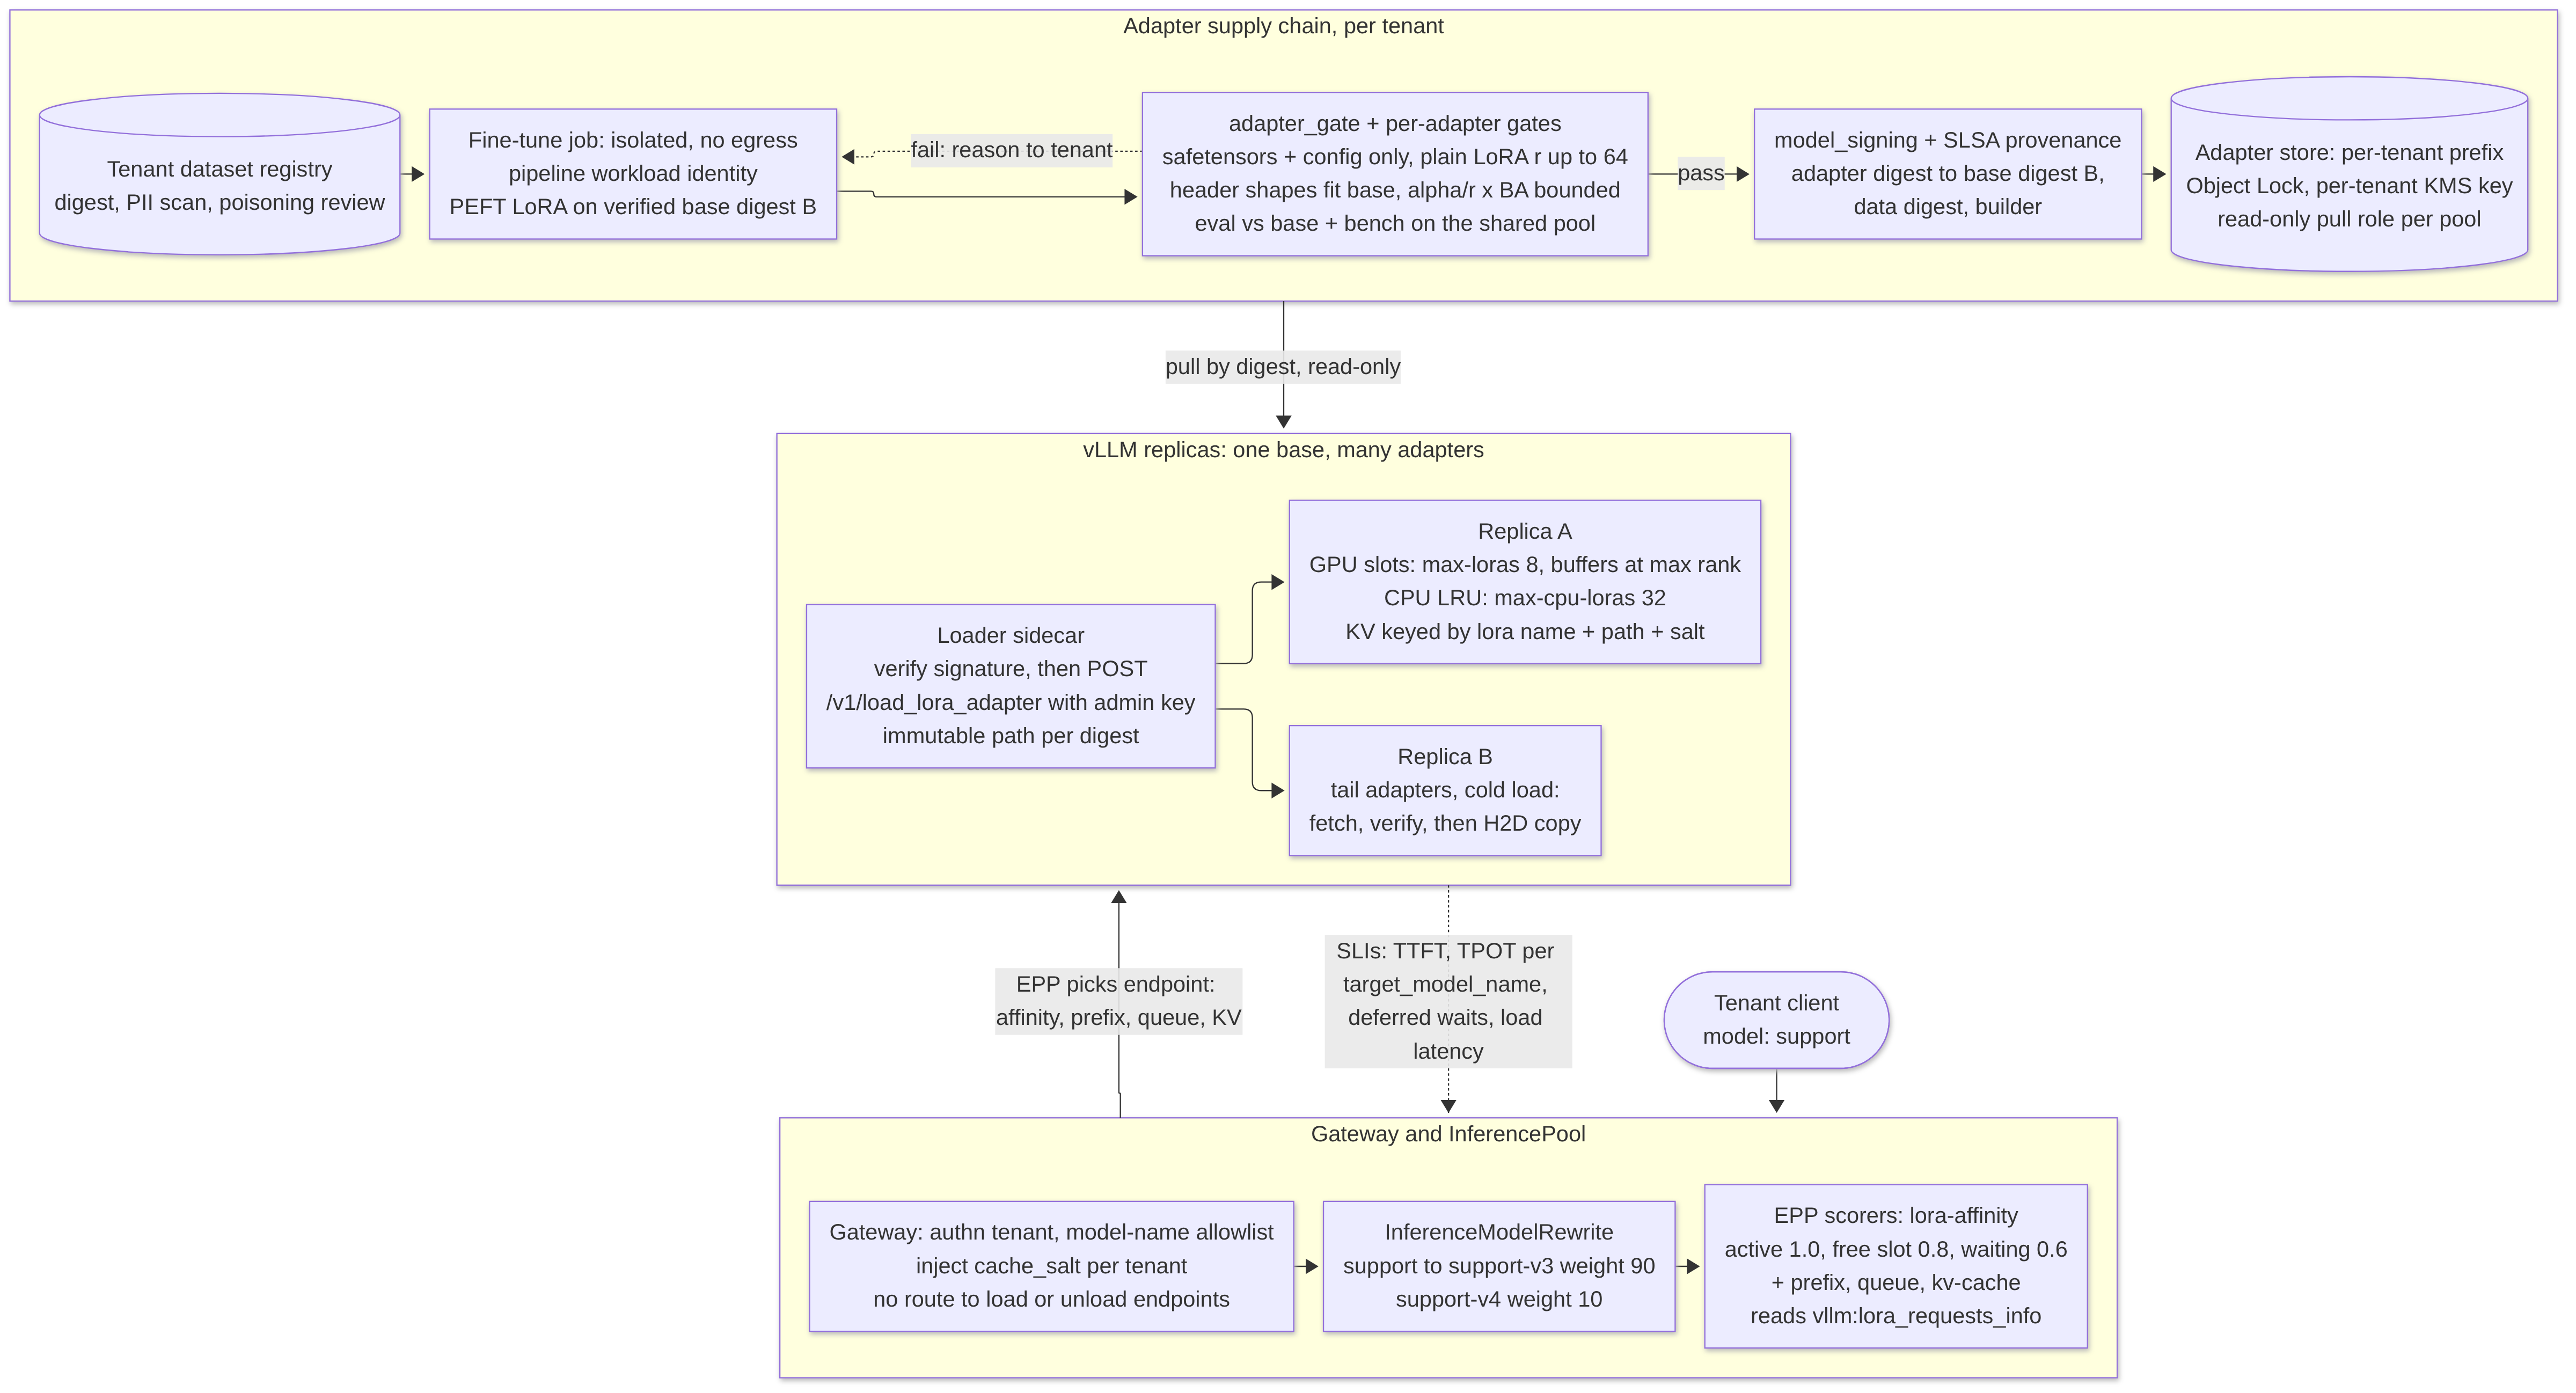 Adapter supply chain, per tenant
Tenant dataset registry
digest, PII scan, poisoning review
Fine-tune job: isolated, no egress
pipeline workload identity
PEFT LoRA on verified base digest B
fail: reason to tenant
adapter_gate + per-adapter gates
safetensors + config only, plain LoRA r up to 64
header shapes fit base, alpha/r x BA bounded
eval vs base + bench on the shared pool
pass
model_signing + SLSA provenance
adapter digest to base digest B,
data digest, builder
Adapter store: per-tenant prefix
Object Lock, per-tenant KMS key
read-only pull role per pool
pull by digest, read-only
vLLM replicas: one base, many adapters
Loader sidecar
verify signature, then POST
/v1/load_lora_adapter with admin key
immutable path per digest
Replica A
GPU slots: max-loras 8, buffers at max rank
CPU LRU: max-cpu-loras 32
KV keyed by lora name + path + salt
Replica B
tail adapters, cold load:
fetch, verify, then H2D copy
EPP picks endpoint:
affinity, prefix, queue, KV
SLIs: TTFT, TPOT per
target_model_name,
deferred waits, load
latency
Tenant client
model: support
Gateway and InferencePool
Gateway: authn tenant, model-name allowlist
inject cache_salt per tenant
no route to load or unload endpoints
InferenceModelRewrite
support to support-v3 weight 90
support-v4 weight 10
EPP scorers: lora-affinity
active 1.0, free slot 0.8, waiting 0.6
+ prefix, queue, kv-cache
reads vllm:lora_requests_info